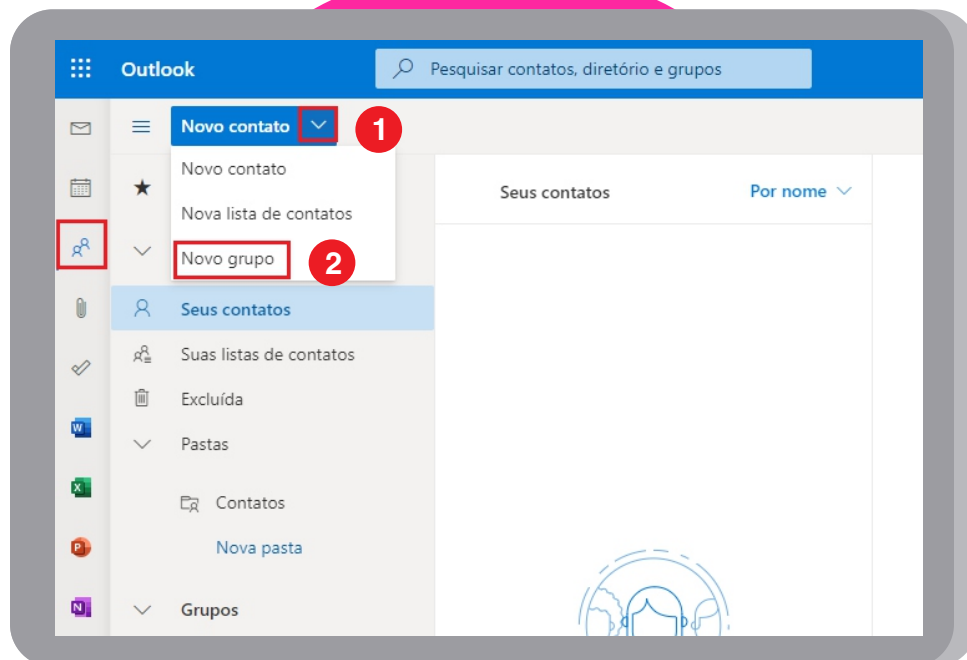 Outlook
Pesquisar contatos, diretório e grupos
Novo contato
1
Novo contato
Nova lista de contatos
Novo grupo
2
Seus contatos
Por nome
Seus contatos
Suas listas de contatos
Excluída
Pastas
Contatos
Nova pasta
Grupos
W
X
P
N